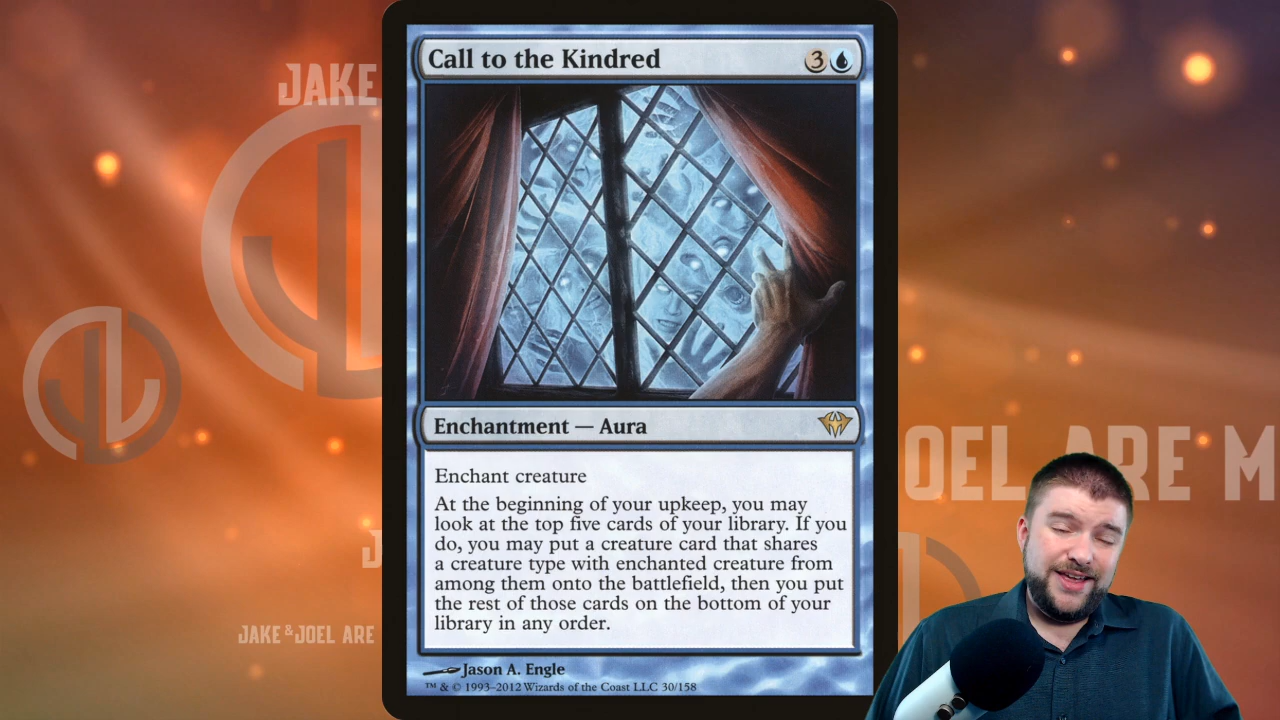 JAKE
Call to the Kindred 3
Enchantment — Aura
OEL ARE M
Enchant creature
At the beginning of your upkeep, you may
look at the top five cards of your library. If you
do, you may put a creature card that shares
a creature type with enchanted creature from
among them onto the battlefield, then you put
the rest of those cards on the bottom of your
library in any order.
J
JAKE & JOEL ARE
Jason A. Engle
™ & © 1993–2012 Wizards of the Coast LLC 30/158